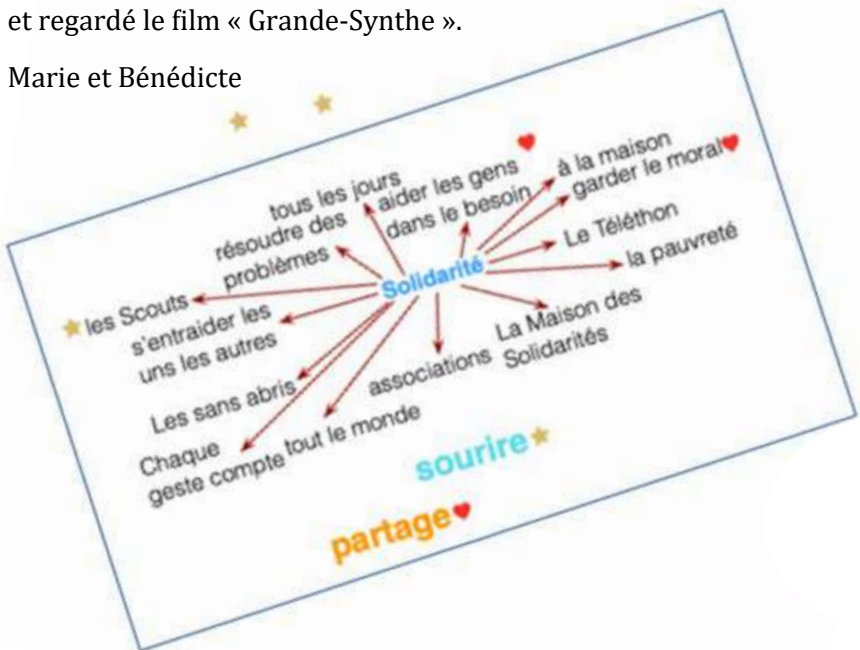 et regardé le film « Grande-Synthe ».
Marie et Bénédicte
tous les jours
aider les gens
dans le besoin
à la maison
garder le moral
résoudre des
problèmes
Le Téléthon
la pauvreté
Solidarité
les Scouts
s'entraider les
uns les autres
La Maison des
Solidarités
associations
Les sans abris
tout le monde
Chaque
geste compte
sourire
partage